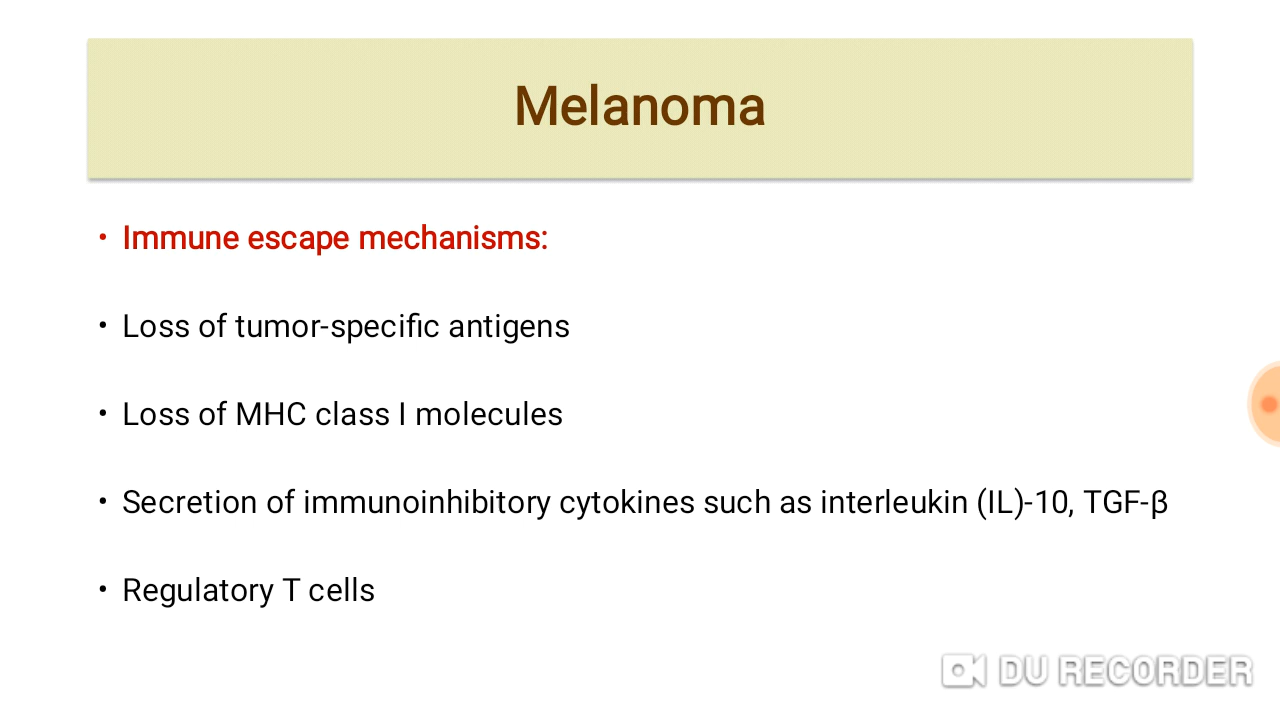 Melanoma
• Immune escape mechanisms:
• Loss of tumor-specific antigens
• Loss of MHC class I molecules
• Secretion of immunoinhibitory cytokines such as interleukin (IL)-10, TGF-β
• Regulatory T cells
DU RECORDER